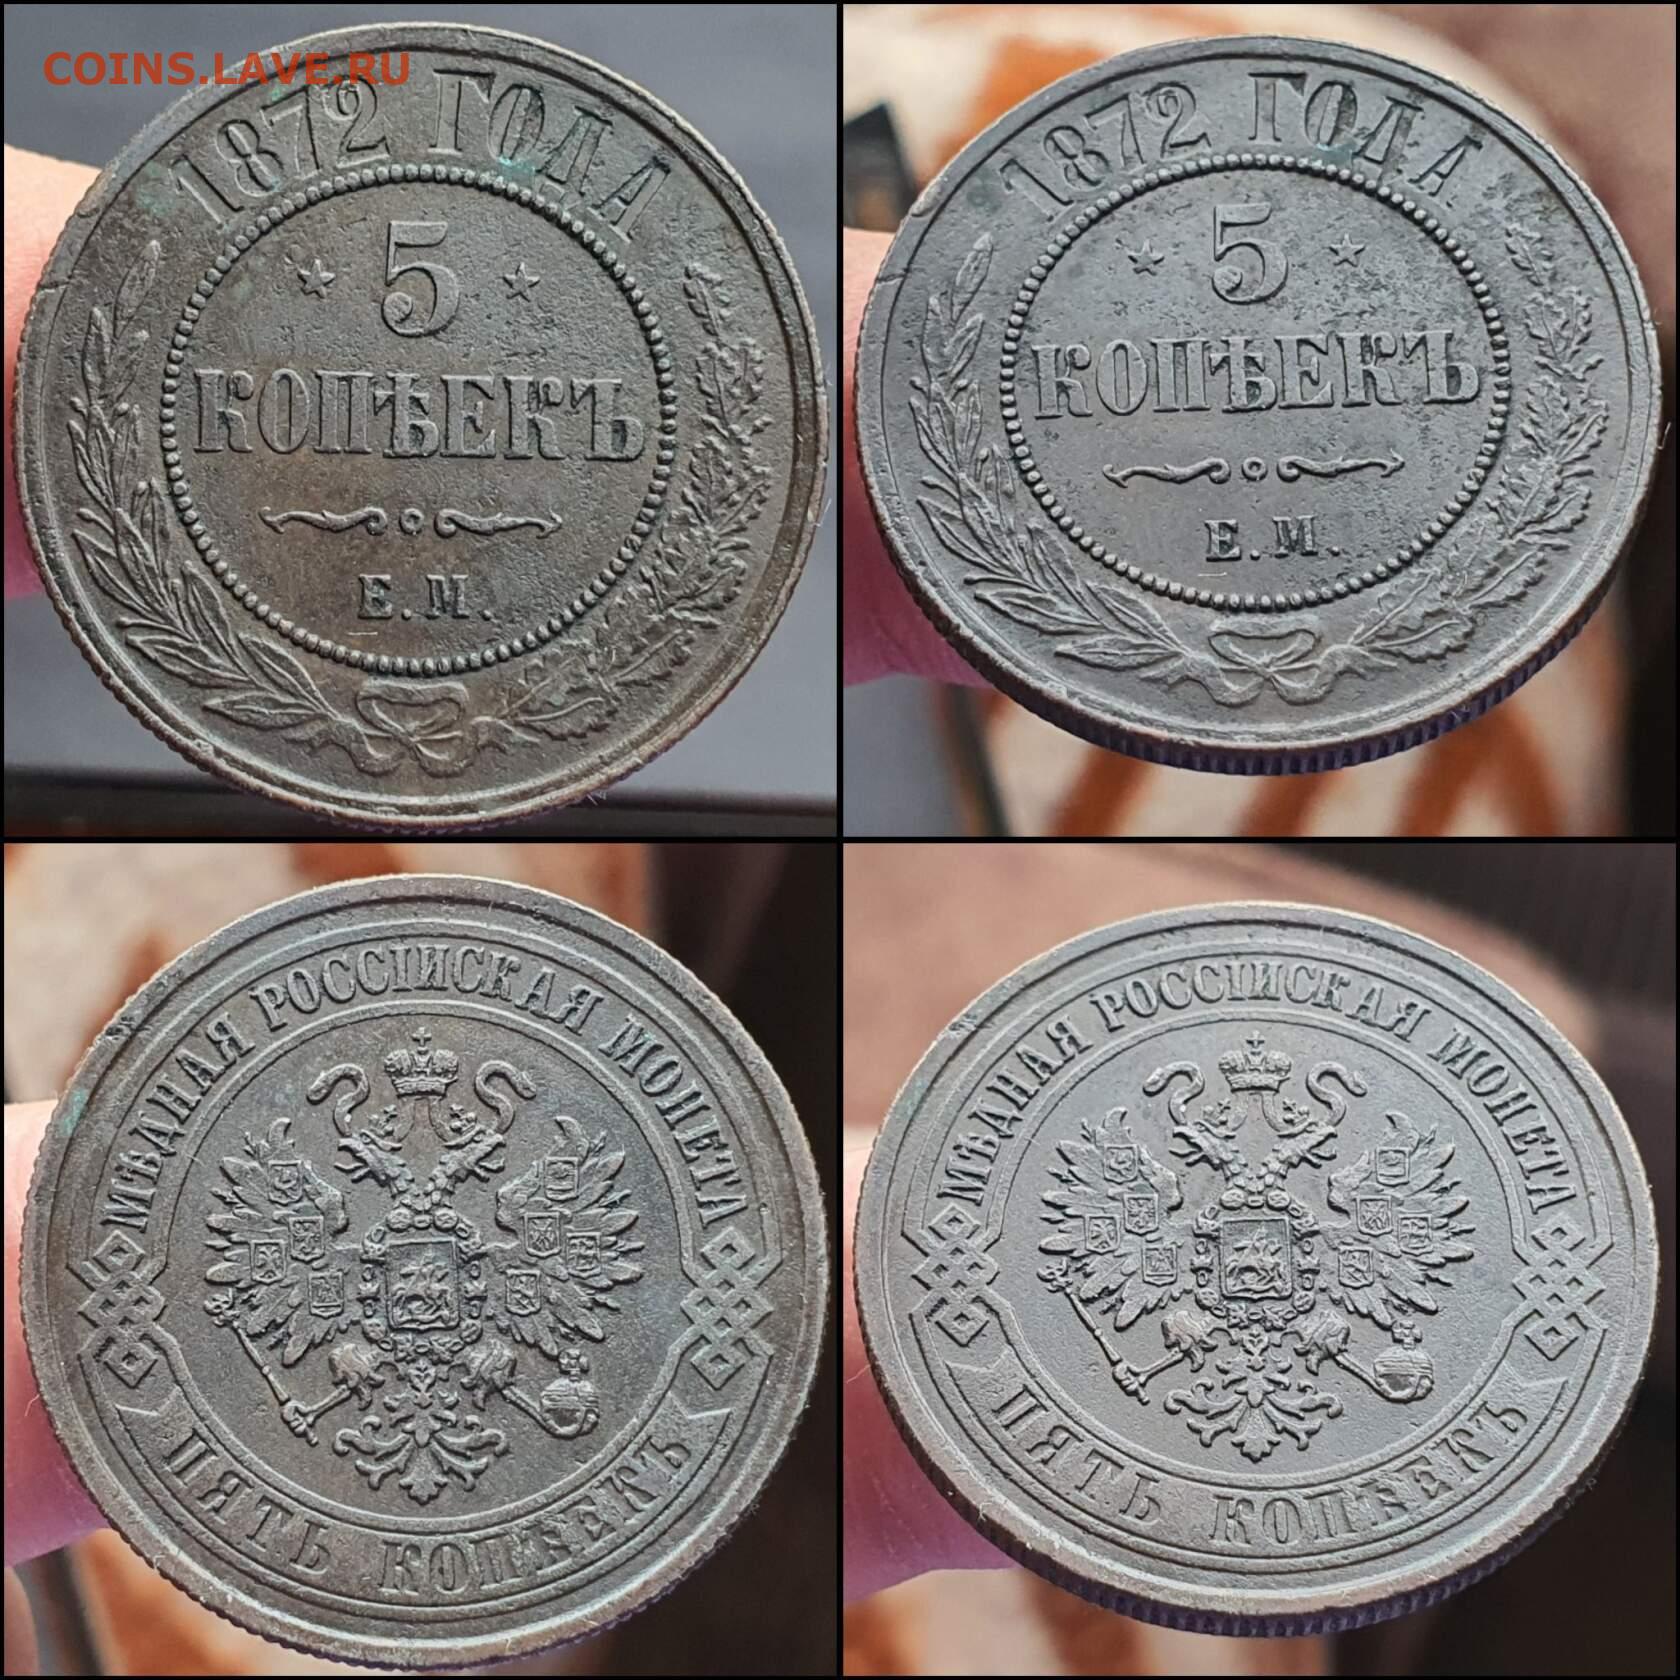 COINS.LAVE.RU
1872 ГОДА
5
КОПѢЕКЪ
Е.М.
1872 ГОДА
5
КОПѢЕКЪ
Е.М.
МѢДНАЯ РОССІЙСКАЯ МОНЕТА
ПЯТЬ КОПѢЕКЪ
МѢДНАЯ РОССІЙСКАЯ МОНЕТА
ПЯТЬ КОПѢЕКЪ